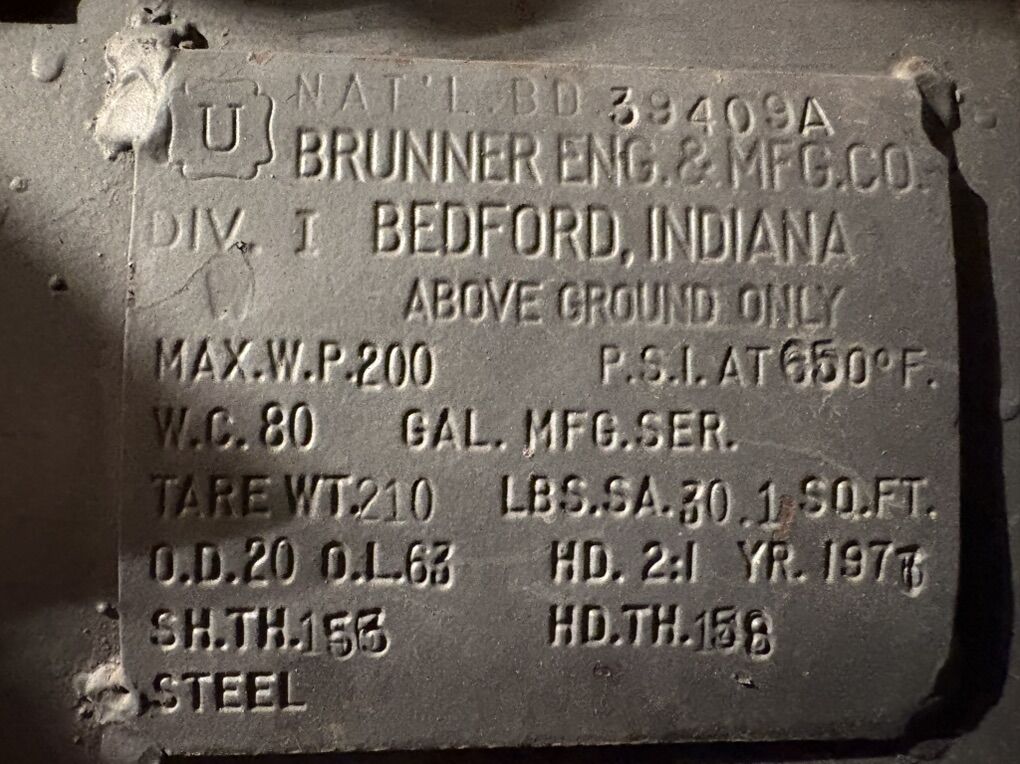 U NAT'L BD 39409A
BRUNNER ENG. & MFG. CO.
DIV. I BEDFORD, INDIANA
ABOVE GROUND ONLY
MAX.W.P.200 P.S.I. AT 650°F.
W.C. 80 GAL. MFG.SER.
TARE WT.210 LBS.SA.30.1 SQ.FT.
O.D.20 O.L.63 HD. 2:1 YR.
SH.TH. HD.TH.
STEEL